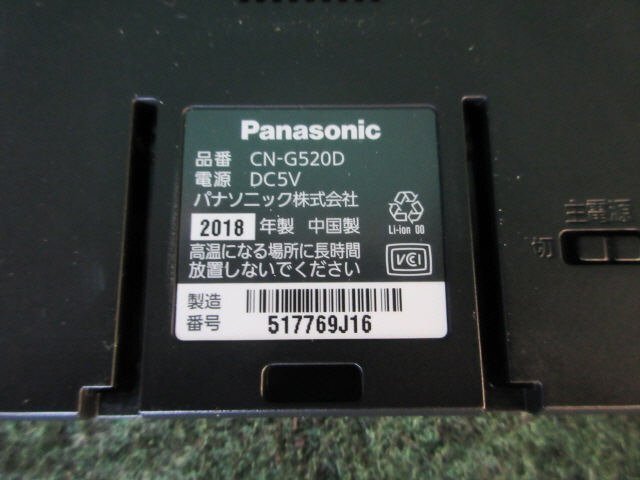 Panasonic
品番 CN-G520D
電源 DC5V
パナソニック株式会社
2018 年製 中国製
Li-ion 00
高温になる場所に長時間
放置しないでください
VCCI
製造
番号
517769J16
主電源
切